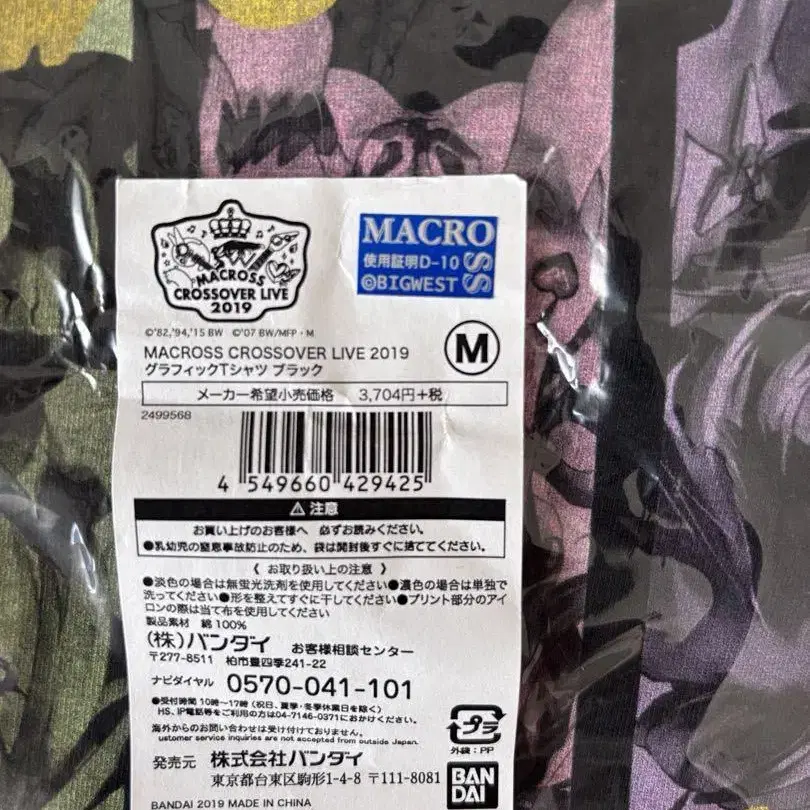 MACROSS
CROSSOVER LIVE
2019
MACROSS
使用証明D-10
©BIGWEST
©'82,'94,'15 BW ©'07 BW/MFP・M
MACROSS CROSSOVER LIVE 2019
グラフィックTシャツ ブラック
M
メーカー希望小売価格 3,704円+税
2499568
4 549660 429425
⚠注意
お買い上げのお客様へ 必ずお読みください。
●乳幼児の窒息事故防止のため、袋は開封後すぐに捨ててください。
《 お取り扱い上の注意 》
●淡色の場合は無蛍光洗剤を使用してください●濃色の場合は単独で
洗ってください●形を整えてすぐに干してください●プリント部分のアイ
ロンの際は当て布を使用してください
製品素材 綿100%
(株)バンダイ お客様相談センター
〒277-8511 柏市豊四季241-22
ナビダイヤル 0570-041-101
●受付時間 10時~17時 (祝日、夏季・冬季休業日を除く)
HS、IP電話等をご利用の方は04-7146-0371におかけください。
海外からのお問い合わせは受け付けておりません。
customer service inquiries are not accepted from outside Japan.
プラ
外袋:PP
発売元 株式会社バンダイ
東京都台東区駒形1-4-8 〒111-8081
BAN
DAI
BANDAI 2019 MADE IN CHINA